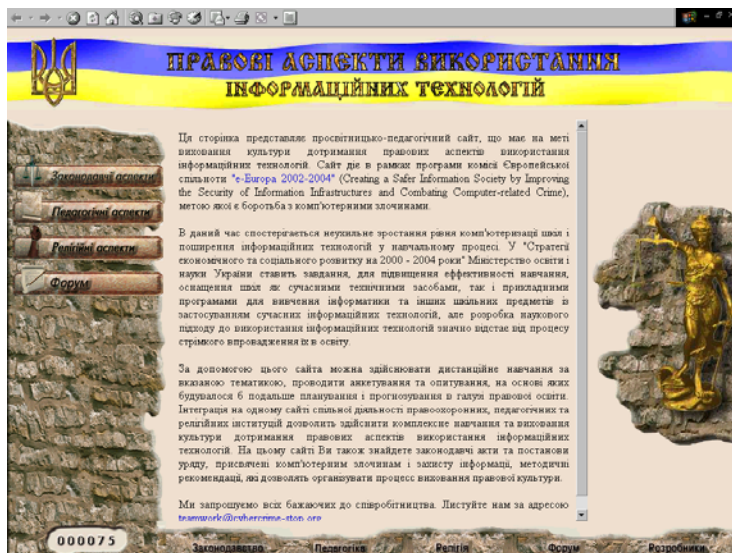 ПРАВОВІ АСПЕКТИ ВИКОРИСТАННЯ
ІНФОРМАЦІЙНИХ ТЕХНОЛОГІЙ
Законодавчі аспекти
Педагогічні аспекти
Релігійні аспекти
Форум
Ця сторінка представляє просвітницько-педагогічний сайт, що має на меті
виховання культури дотримання правових аспектів використання
інформаційних технологій. Сайт діє в рамках програми комісії Європейської
спільноти "e-Europa 2002-2004" (Creating a Safer Information Society by Improving
the Security of Information Infrastructures and Combating Computer-related Crime),
метою якої є боротьба з комп'ютерними злочинами.
В даний час спостерігається неухильне зростання рівня комп'ютеризації шкіл і
поширення інформаційних технологій у навчальному процесі. У "Стратегі
економічного та соціального розвитку на 2000 - 2004 роки" Міністерство освіти і
науки України ставить завдання, для підвищення ефективності навчання,
оснащення шкіл як сучасними технічними засобами, так і прикладними
програмами для вивчення інформатики та інших шкільних предметів із
застосуванням сучасних інформаційних технологій, але розробка наукового
підходу до використання інформаційних технологій значно відстає від процесу
стрімкого впровадження їх в освіту.
За допомогою цього сайта можна здійснювати дистанційне навчання за
вказаною тематикою, проводити анкетування та опитування, на основі яких
будувалося б подальше планування і прогнозування в галузі правової освіти.
Інтеграція на одному сайті спільної діяльності правоохоронних, педагогічних та
релігійних інституцій дозволить здійснити комплексне навчання та виховання
культури дотримання правових аспектів використання інформаційних
технологій. На цьому сайті Ви також знайдете законодавчі акти та постанови
уряду, присвячені комп'ютерним злочинам і захисту інформації, методичні
рекомендації, які дозволять організувати процесс виховання правової культури.
Ми запрошуємо всіх бажаючих до співробітництва. Листуйте нам за адресою
teamwork@cybercrime-stop.org
000075
Законодавство Педагогіка Релігія Форум Розробники